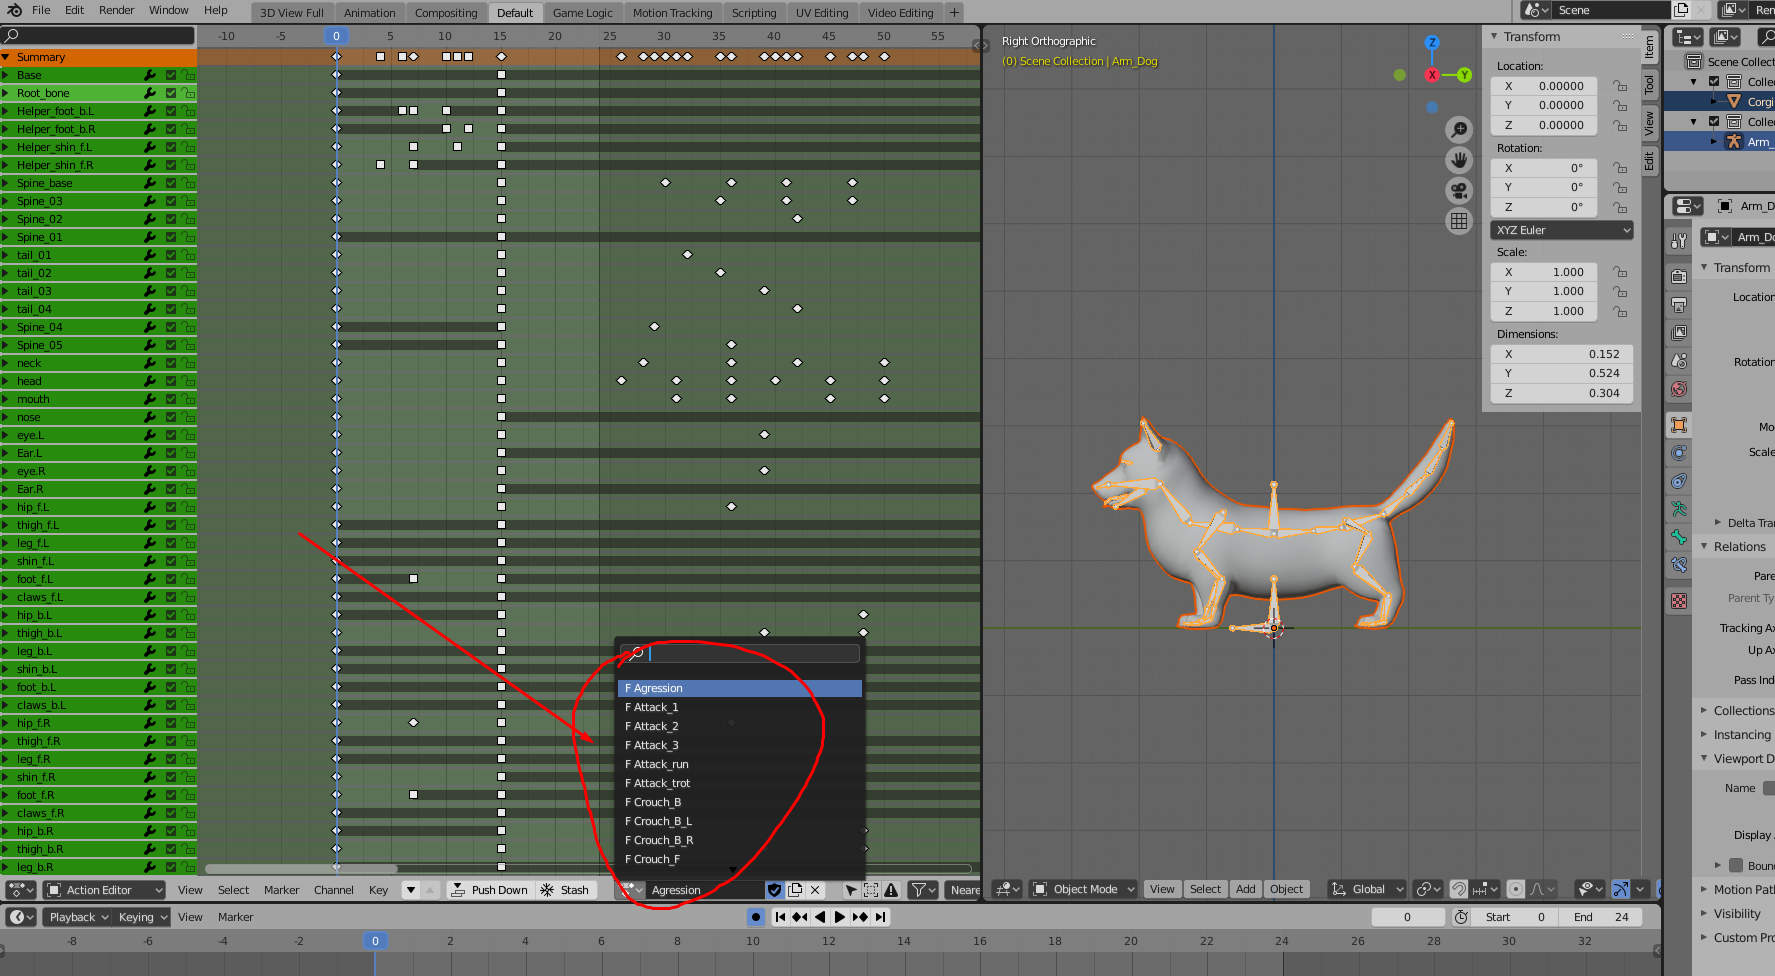 File Edit Render Window Help
3D View Full Animation Compositing Default Game Logic Motion Tracking Scripting UV Editing Video Editing +
Scene
Ren
-10 -5 0 5 10 15 20 25 30 35 40 45 50 55
Summary
Base
Root_bone
Helper_foot_b.L
Helper_foot_b.R
Helper_shin_f.L
Helper_shin_f.R
Spine_base
Spine_03
Spine_02
Spine_01
tail_01
tail_02
tail_03
tail_04
Spine_04
Spine_05
neck
head
mouth
nose
eye.L
Ear.L
eye.R
Ear.R
hip_f.L
thigh_f.L
leg_f.L
shin_f.L
foot_f.L
claws_f.L
hip_b.L
thigh_b.L
leg_b.L
shin_b.L
foot_b.L
claws_b.L
hip_f.R
thigh_f.R
leg_f.R
shin_f.R
foot_f.R
claws_f.R
hip_b.R
thigh_b.R
leg_b.R
F Agression
F Attack_1
F Attack_2
F Attack_3
F Attack_run
F Attack_trot
F Crouch_B
F Crouch_B_L
F Crouch_B_R
F Crouch_F
Action Editor View Select Marker Channel Key Push Down Stash Agression Neare
Right Orthographic
(0) Scene Collection | Arm_Dog
Z
X Y
Transform
Location:
X 0.00000
Y 0.00000
Z 0.00000
Rotation:
X 0°
Y 0°
Z 0°
XYZ Euler
Scale:
X 1.000
Y 1.000
Z 1.000
Dimensions:
X 0.152
Y 0.524
Z 0.304
Item
Tool
View
Edit
Object Mode View Select Add Object Global
Scene Collect
Colle
Corgi
Colle
Arm_
Arm_D
Arm_Do
Transform
Location
Rotation
Mo
Scale
Delta Tra
Relations
Pare
Parent Ty
Tracking Ax
Up Ax
Pass Inde
Collections
Instancing
Viewport D
Name
Display
Boun
Motion Path
Visibility
Custom Pro
Playback Keying View Marker
0 Start 0 End 24
-8 -6 -4 -2 0 2 4 6 8 10 12 14 16 18 20 22 24 26 28 30 32